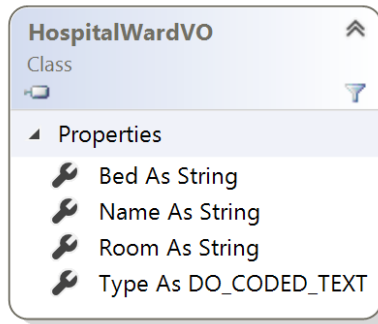 HospitalWardVO
Class
Properties
Bed As String
Name As String
Room As String
Type As DO_CODED_TEXT